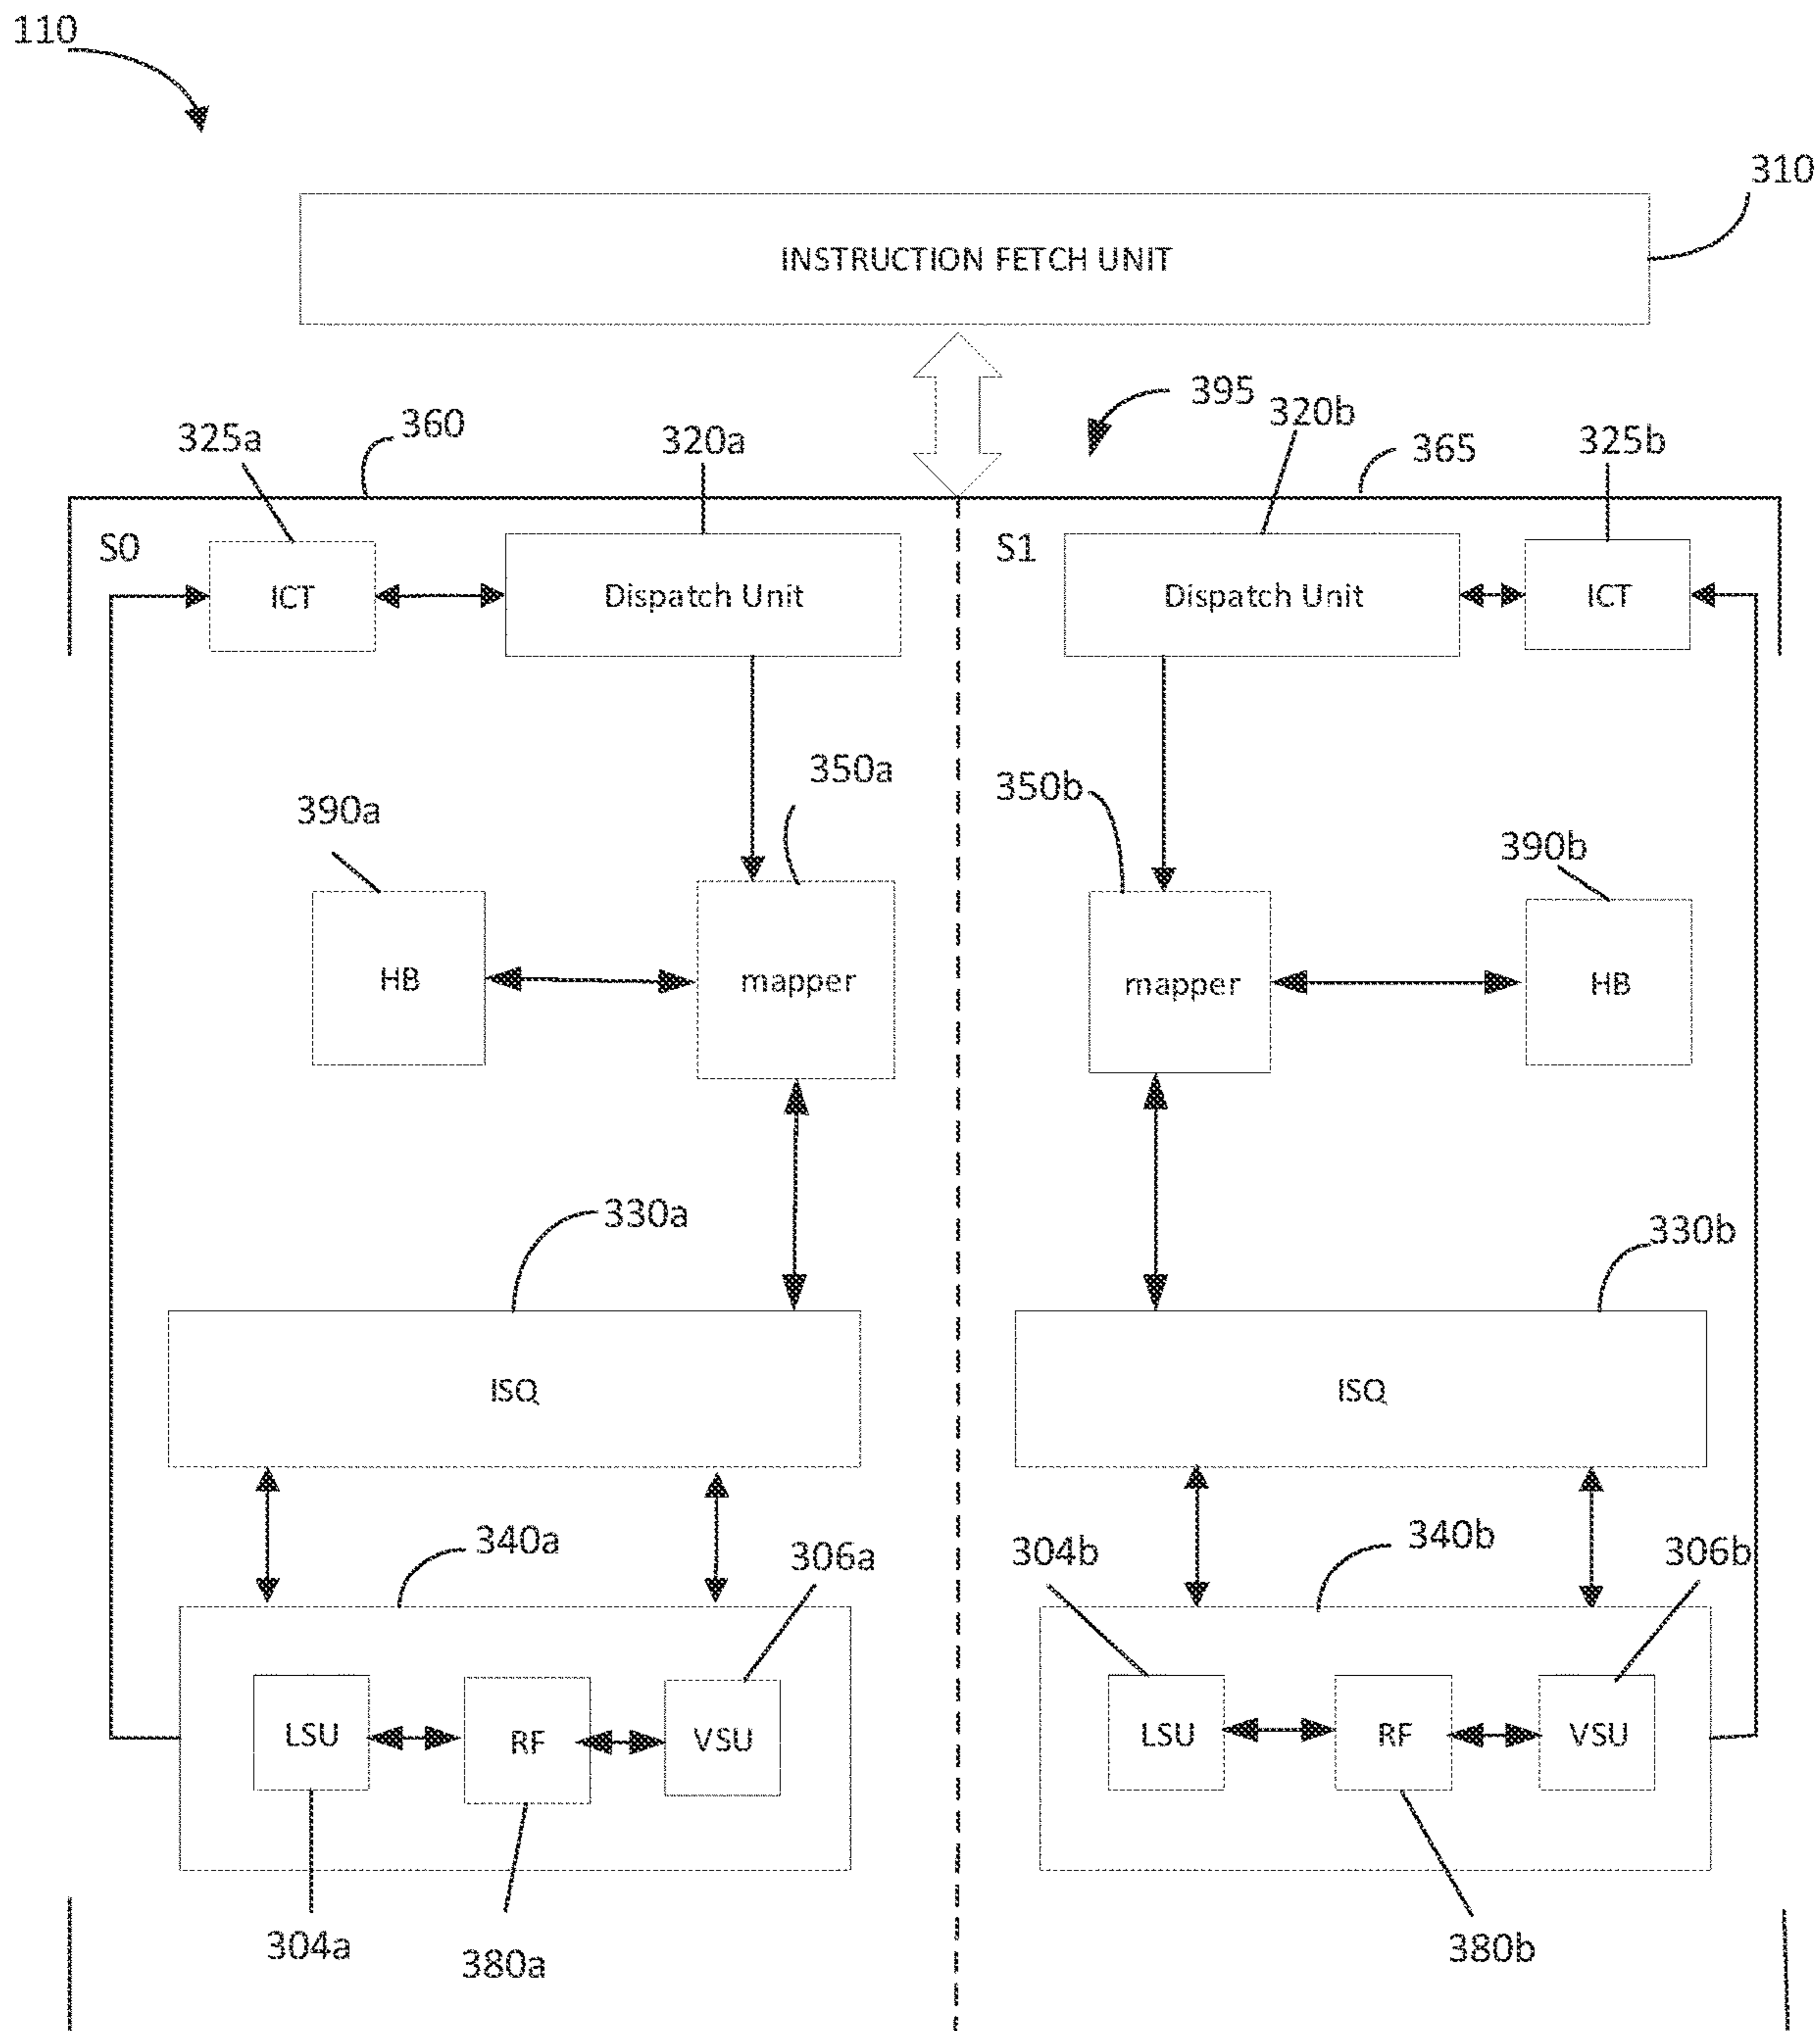 110
310
INSTRUCTION FETCH UNIT
395
320b
360
325a
320a
365
325b
S0
ICT
Dispatch Unit
S1
Dispatch Unit
ICT
350a
350b
390a
390b
HB
mapper
mapper
HB
330a
330b
ISQ
ISQ
340a
306a
304b
340b
306b
LSU
RF
VSU
LSU
RF
VSU
304a
380a
380b